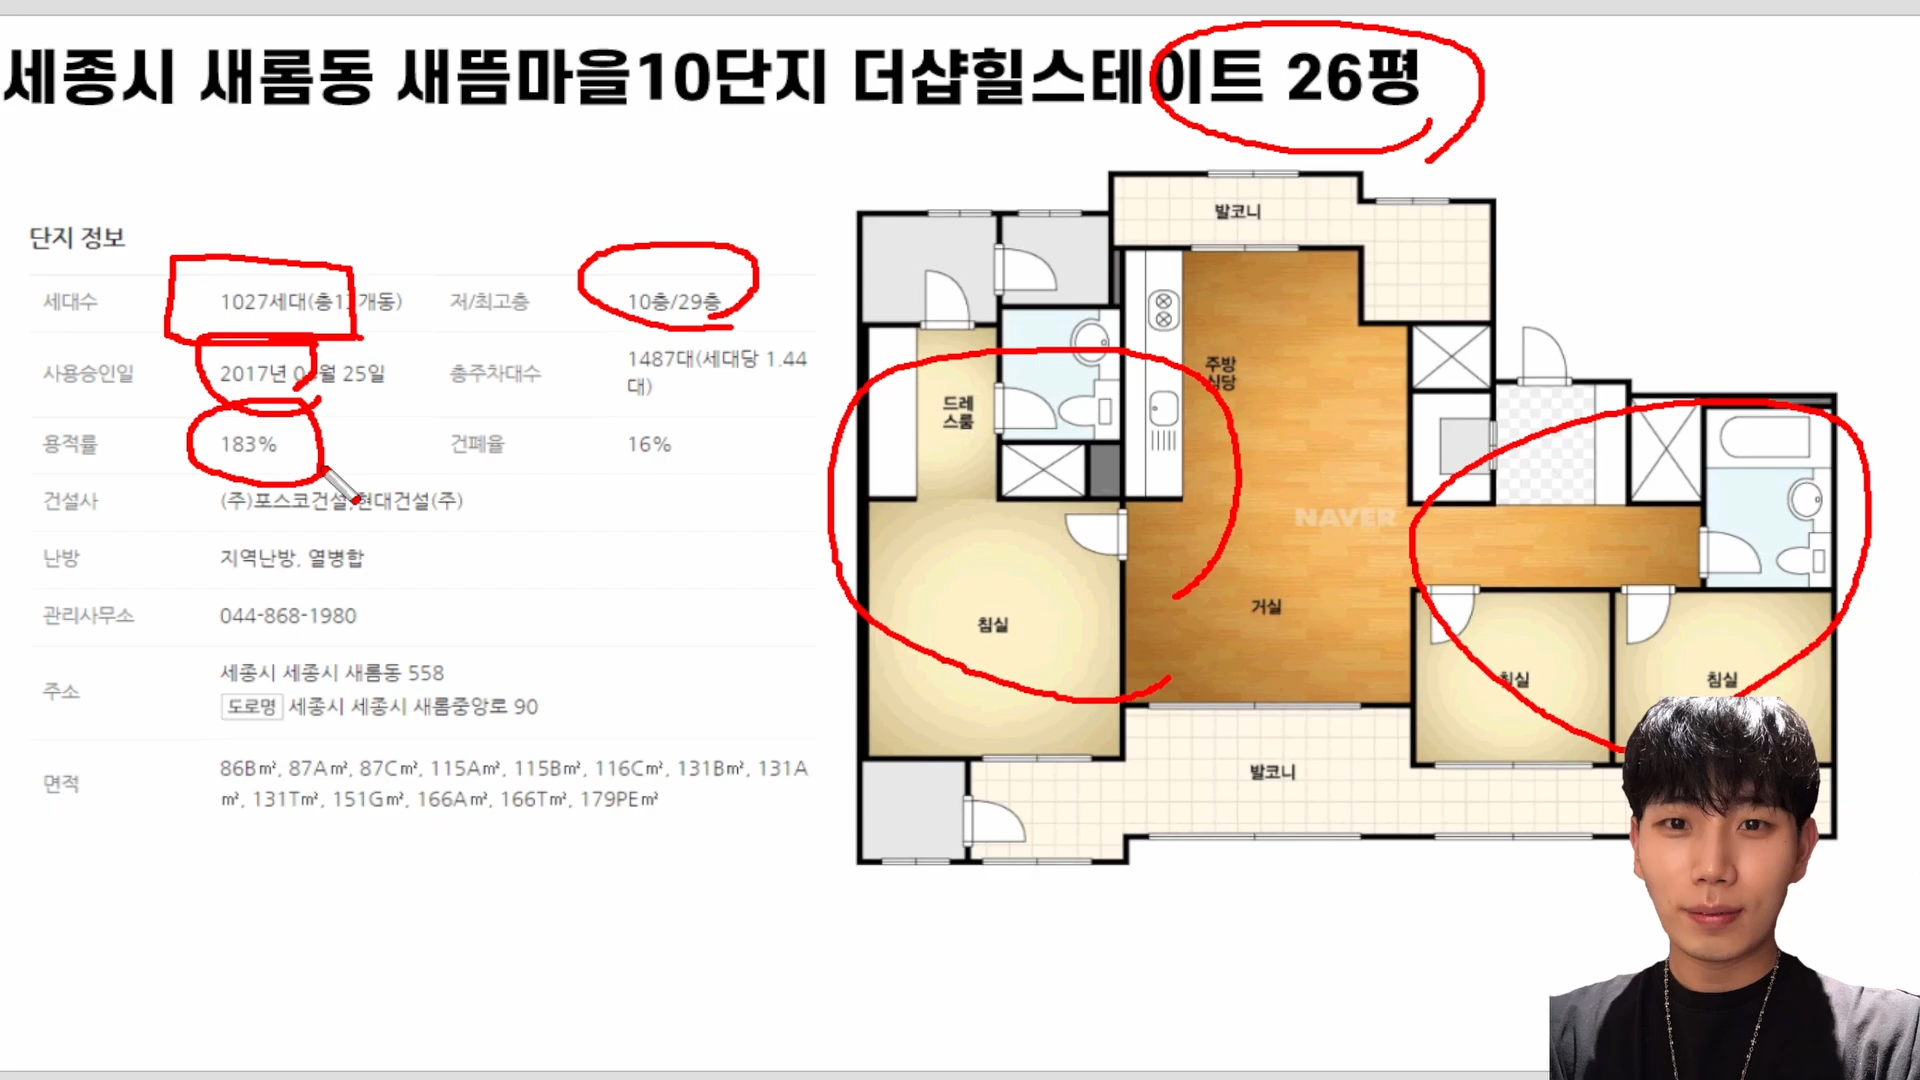 세종시 새롬동 새뜸마을10단지 더샵힐스테이트 26평
단지 정보
세대수 1027세대(총1 개동) 저/최고층 10층/29층
사용승인일 2017년 0 월 25일 총주차대수 1487대(세대당 1.44
대)
용적률 183% 건폐율 16%
건설사 (주)포스코건설,현대건설(주)
난방 지역난방, 열병합
관리사무소 044-868-1980
주소 세종시 세종시 새롬동 558
도로명 세종시 세종시 새롬중앙로 90
면적 86B㎡, 87A㎡, 87C㎡, 115A㎡, 115B㎡, 116C㎡, 131B㎡, 131A
㎡, 131T㎡, 151G㎡, 166A㎡, 166T㎡, 179PE㎡
발코니
주방
식당
드레
스룸
NAVER
거실
침실
침실
침실
발코니